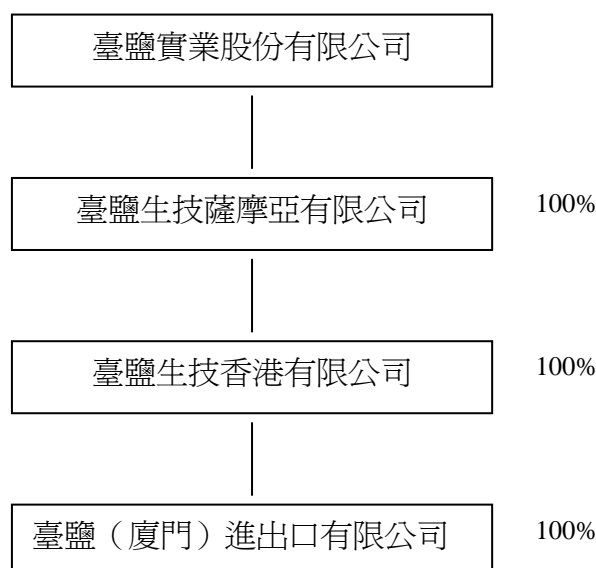 臺鹽實業股份有限公司
臺鹽生技薩摩亞有限公司 100%
臺鹽生技香港有限公司 100%
臺鹽（廈門）進出口有限公司 100%